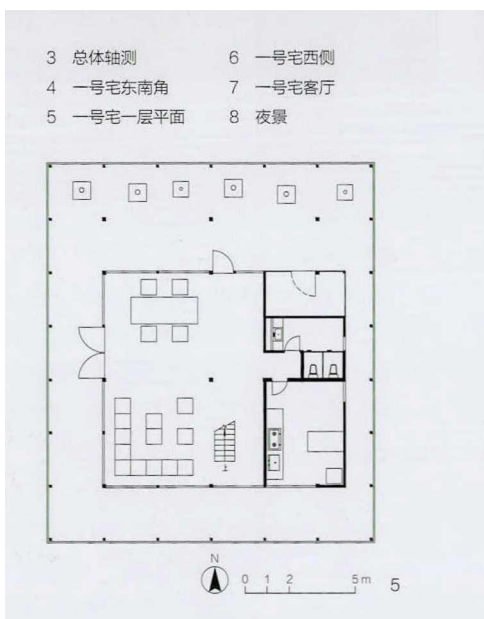 3 总体轴测
6 一号宅西侧
4 一号宅东南角
7 一号宅客厅
5 一号宅一层平面
8 夜景
上
N
0 1 2 5m
5